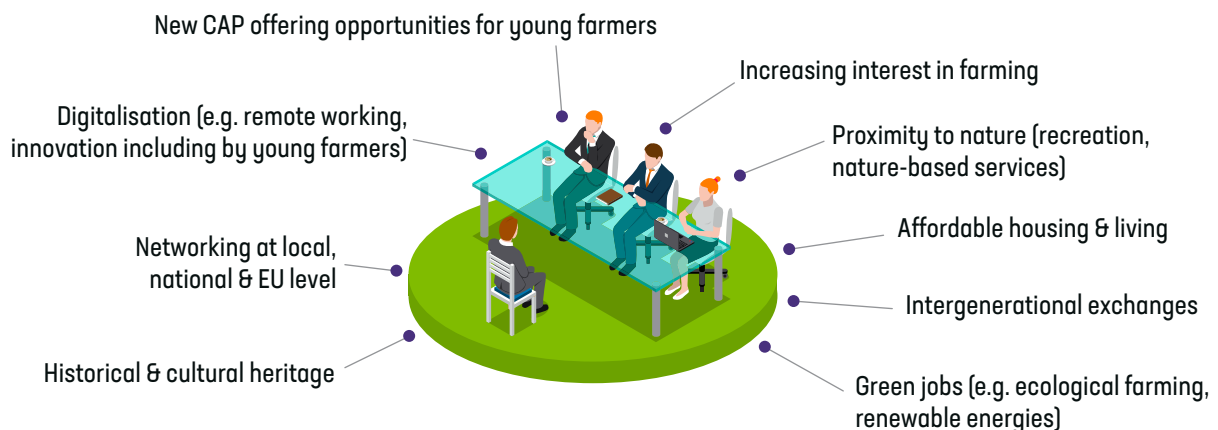 New CAP offering opportunities for young farmers
Increasing interest in farming
Digitalisation (e.g. remote working,
innovation including by young farmers)
Proximity to nature (recreation,
nature-based services)
Affordable housing & living
Networking at local,
national & EU level
Intergenerational exchanges
Historical & cultural heritage
Green jobs (e.g. ecological farming,
renewable energies)